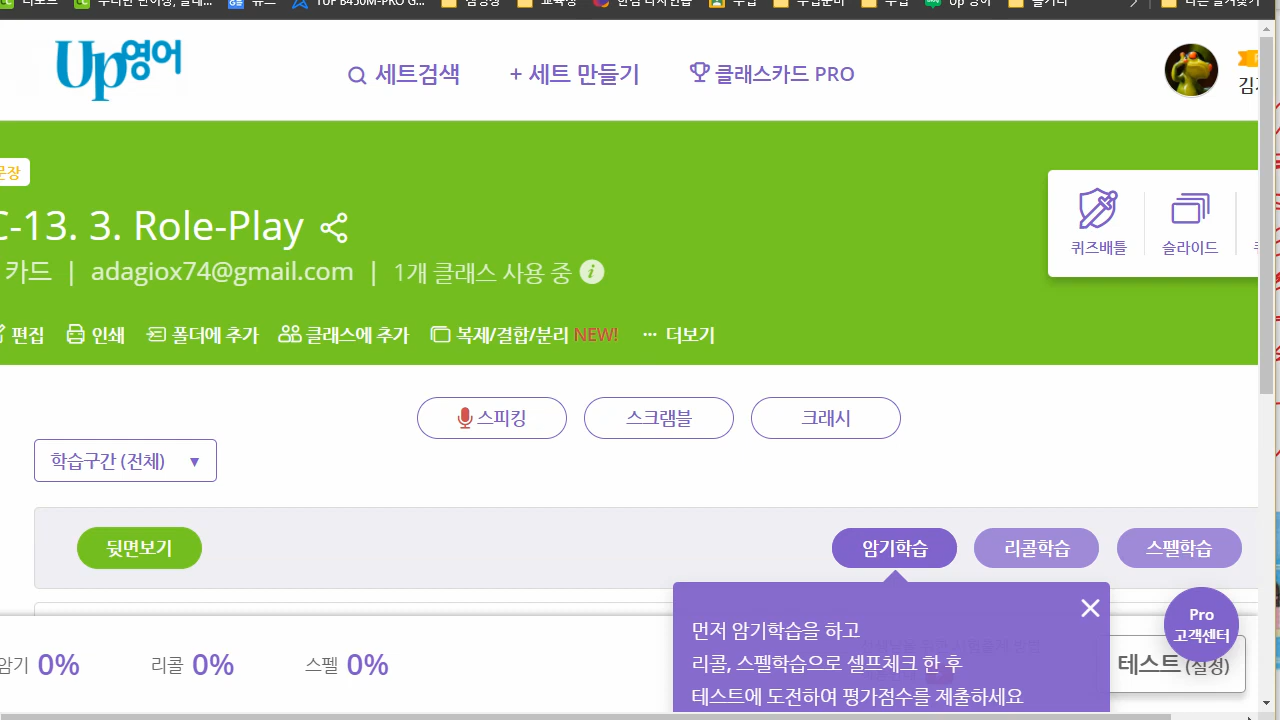 TUF B450M-PRO G...
Up영어
세트검색
+ 세트 만들기
클래스카드 PRO
문장
C-13. 3. Role-Play
카드 | adagiox74@gmail.com | 1개 클래스 사용 중
퀴즈배틀
슬라이드
편집
인쇄
폴더에 추가
클래스에 추가
복제/결합/분리 NEW!
더보기
스피킹
스크램블
크래시
학습구간 (전체) ▼
뒷면보기
암기학습
리콜학습
스펠학습
먼저 암기학습을 하고
리콜, 스펠학습으로 셀프체크 한 후
테스트에 도전하여 평가점수를 제출하세요
Pro
고객센터
암기 0%
리콜 0%
스펠 0%
테스트 (설정)